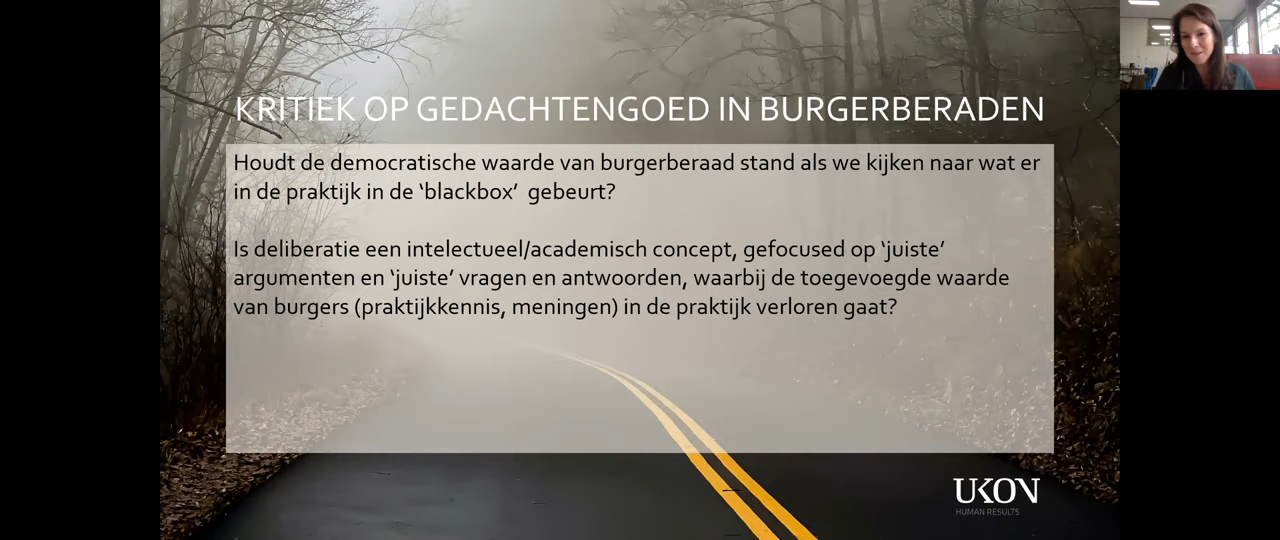 KRITIEK OP GEDACHTENGOED IN BURGERBERADEN
Houdt de democratische waarde van burgerberaad stand als we kijken naar wat er
in de praktijk in de ‘blackbox’ gebeurt?
Is deliberatie een intelectueel/academisch concept, gefocused op ‘juiste’
argumenten en ‘juiste’ vragen en antwoorden, waarbij de toegevoegde waarde
van burgers (praktijkkennis, meningen) in de praktijk verloren gaat?
UKON
HUMAN RESULTS